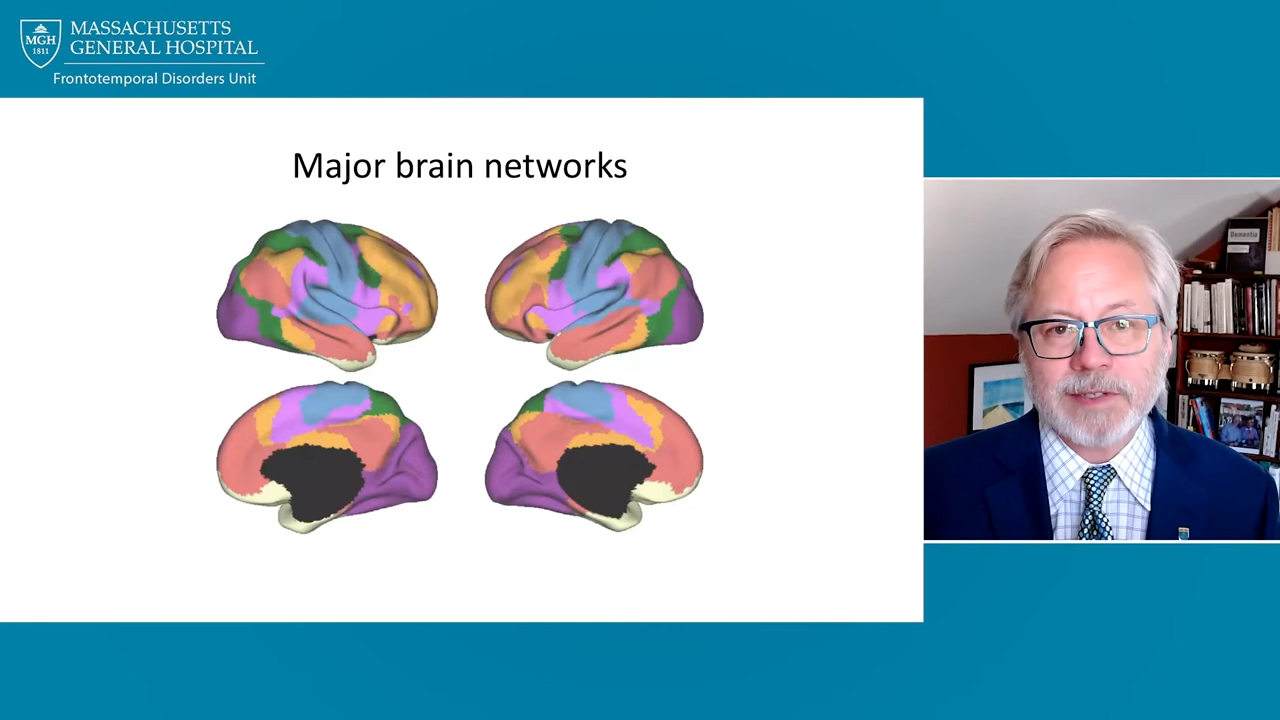 MASSACHUSETTS
GENERAL HOSPITAL
MGH
1811
Frontotemporal Disorders Unit
Major brain networks
Dementia